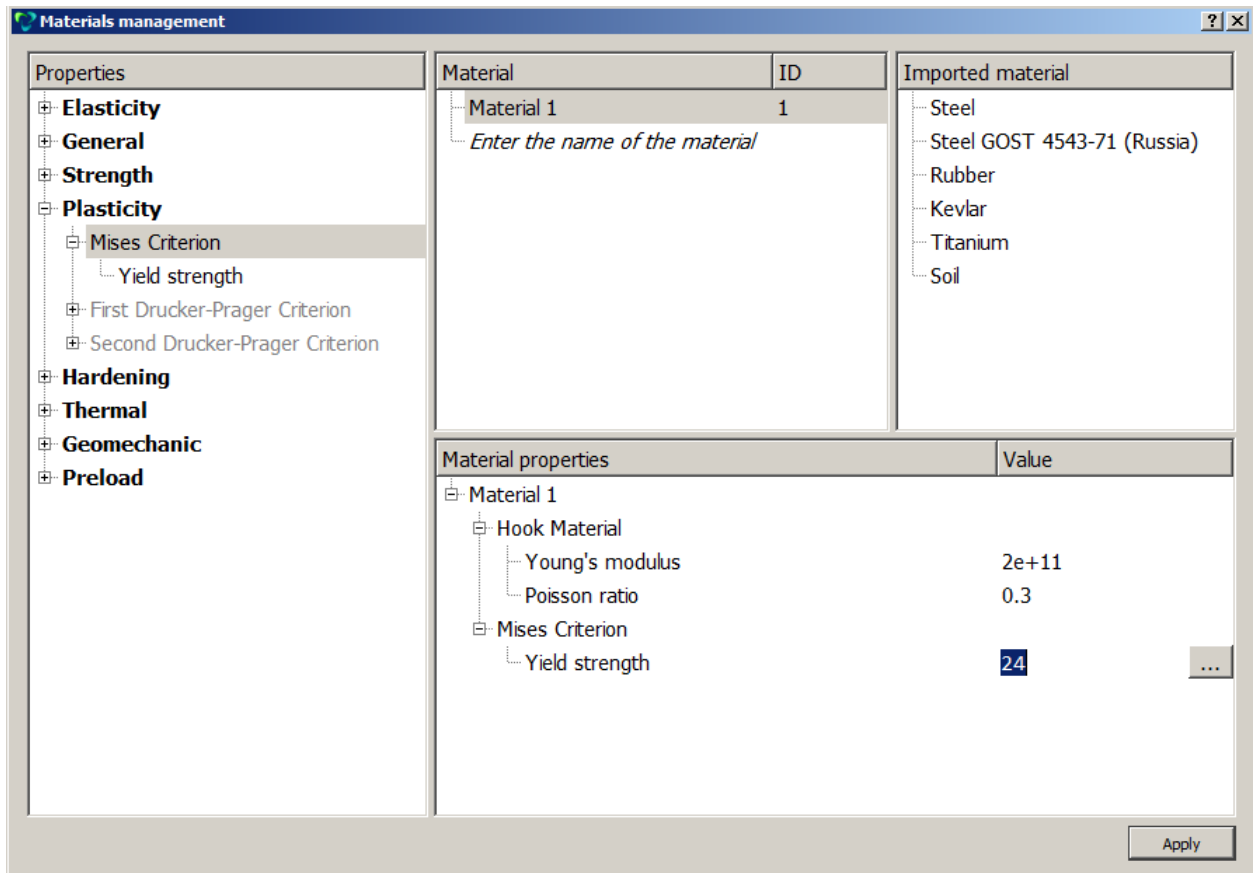 Materials management
Properties
Elasticity
General
Strength
Plasticity
Mises Criterion
Yield strength
First Drucker-Prager Criterion
Second Drucker-Prager Criterion
Hardening
Thermal
Geomechanic
Preload
Material ID
Material 1 1
Enter the name of the material
Imported material
Steel
Steel GOST 4543-71 (Russia)
Rubber
Kevlar
Titanium
Soil
Material properties Value
Material 1
Hook Material
Young's modulus 2e+11
Poisson ratio 0.3
Mises Criterion
Yield strength 24 ...
Apply